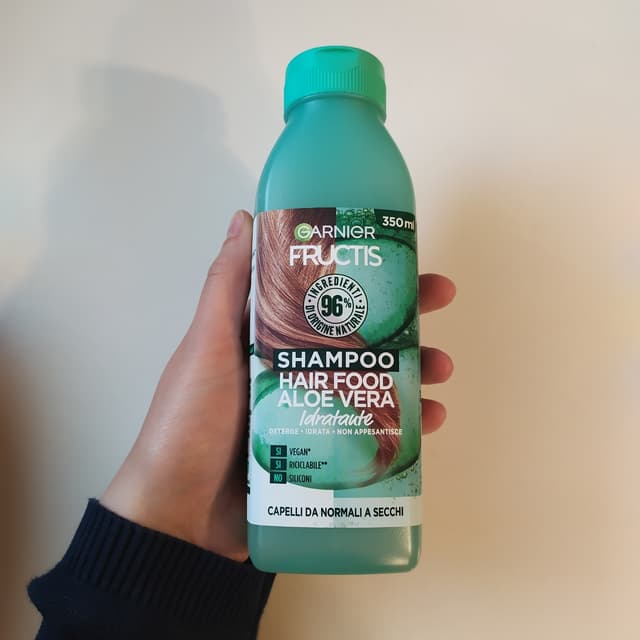 350 ml
GARNIER
FRUCTIS
INGREDIENTI
96%
DI ORIGINE NATURALE
SHAMPOO
HAIR FOOD
ALOE VERA
Idratante
DETERGE • IDRATA • NON APPESANTISCE
SI VEGAN*
SI RICICLABILE**
NO SILICONI
CAPELLI DA NORMALI A SECCHI